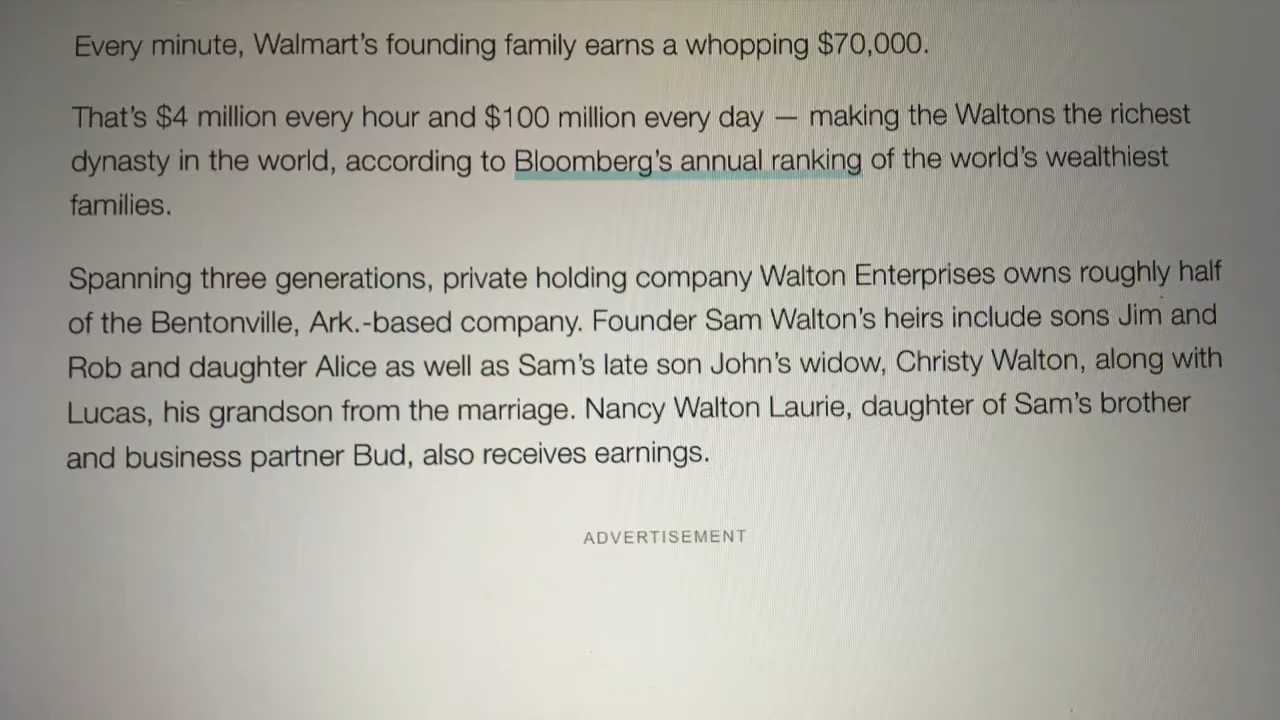 Every minute, Walmart's founding family earns a whopping $70,000.
That's $4 million every hour and $100 million every day — making the Waltons the richest
dynasty in the world, according to Bloomberg's annual ranking of the world's wealthiest
families.
Spanning three generations, private holding company Walton Enterprises owns roughly half
of the Bentonville, Ark.-based company. Founder Sam Walton's heirs include sons Jim and
Rob and daughter Alice as well as Sam's late son John's widow, Christy Walton, along with
Lucas, his grandson from the marriage. Nancy Walton Laurie, daughter of Sam's brother
and business partner Bud, also receives earnings.
ADVERTISEMENT